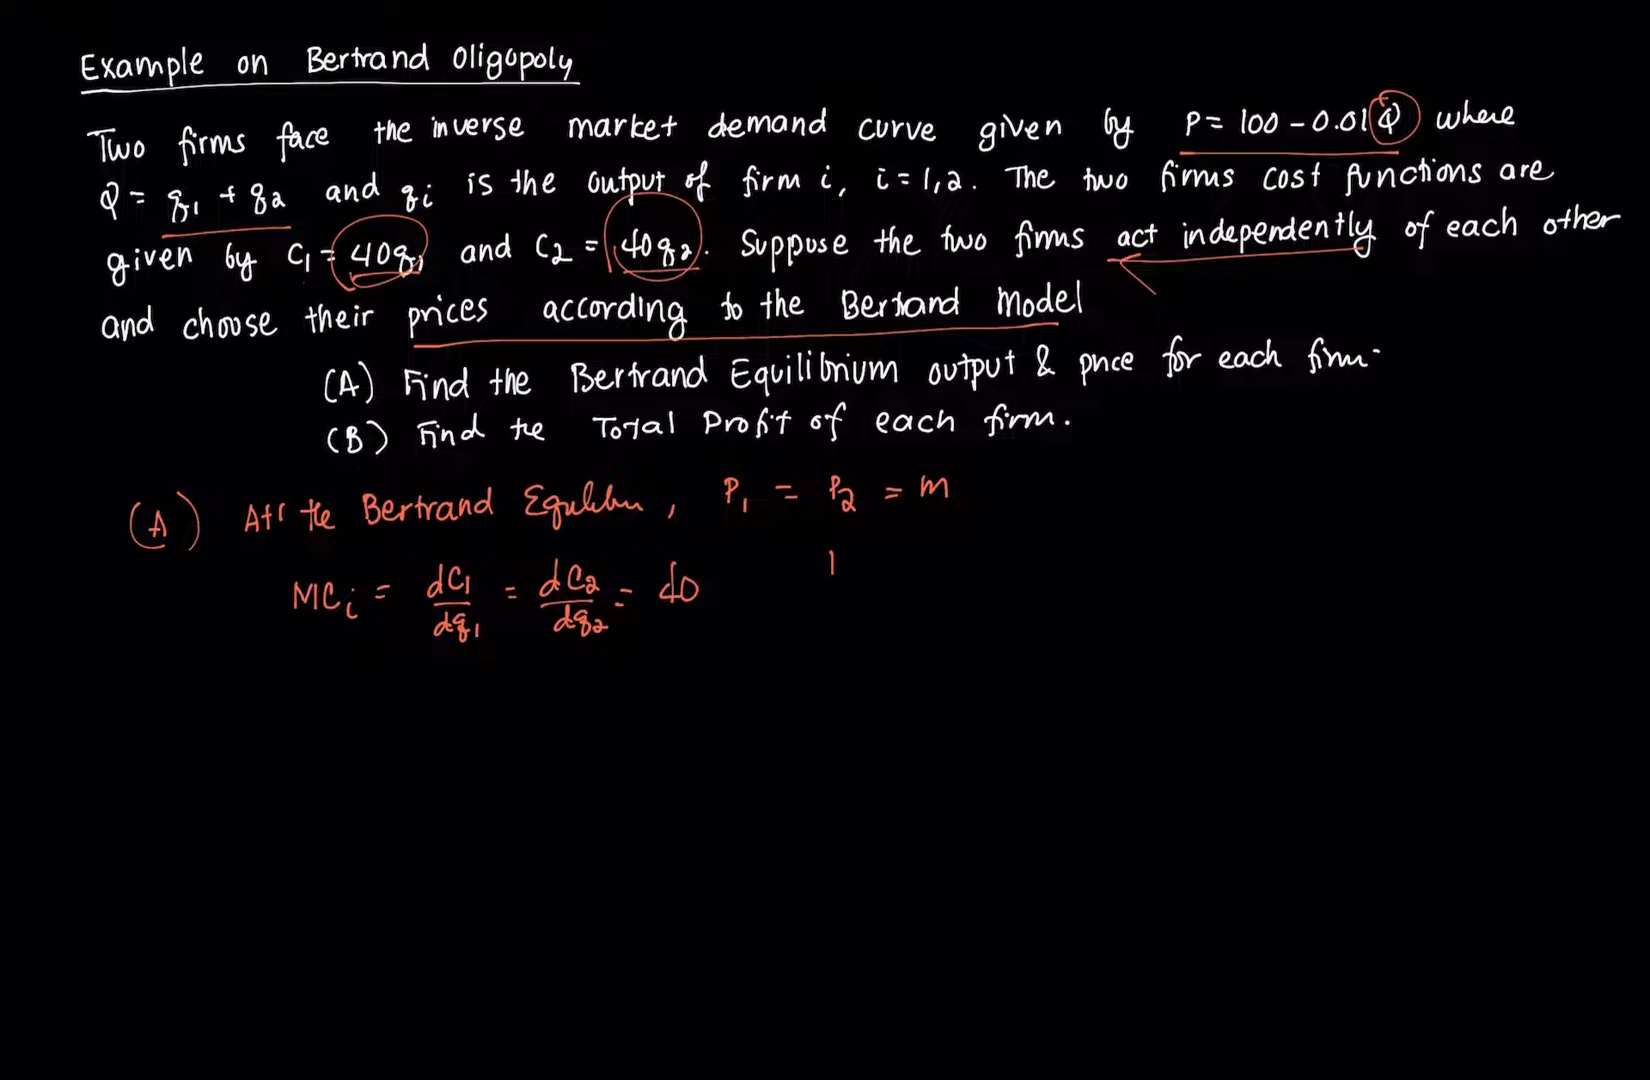 Example on Bertrand Oligopoly
Two firms face the inverse market demand curve given by P = 100 - 0.01Q where
Q = q1 + q2 and qi is the output of firm i, i = 1,2. The two firms cost functions are
given by C1 = 40q1 and C2 = 40q2. Suppose the two firms act independently of each other
and choose their prices according to the Bertrand Model
(A) Find the Bertrand Equilibrium output & price for each firm.
(B) Find the Total Profit of each firm.
(A) At the Bertrand , P1 = P2 = m
MCi = dC1/dq1 = dC2/dq2 = 40